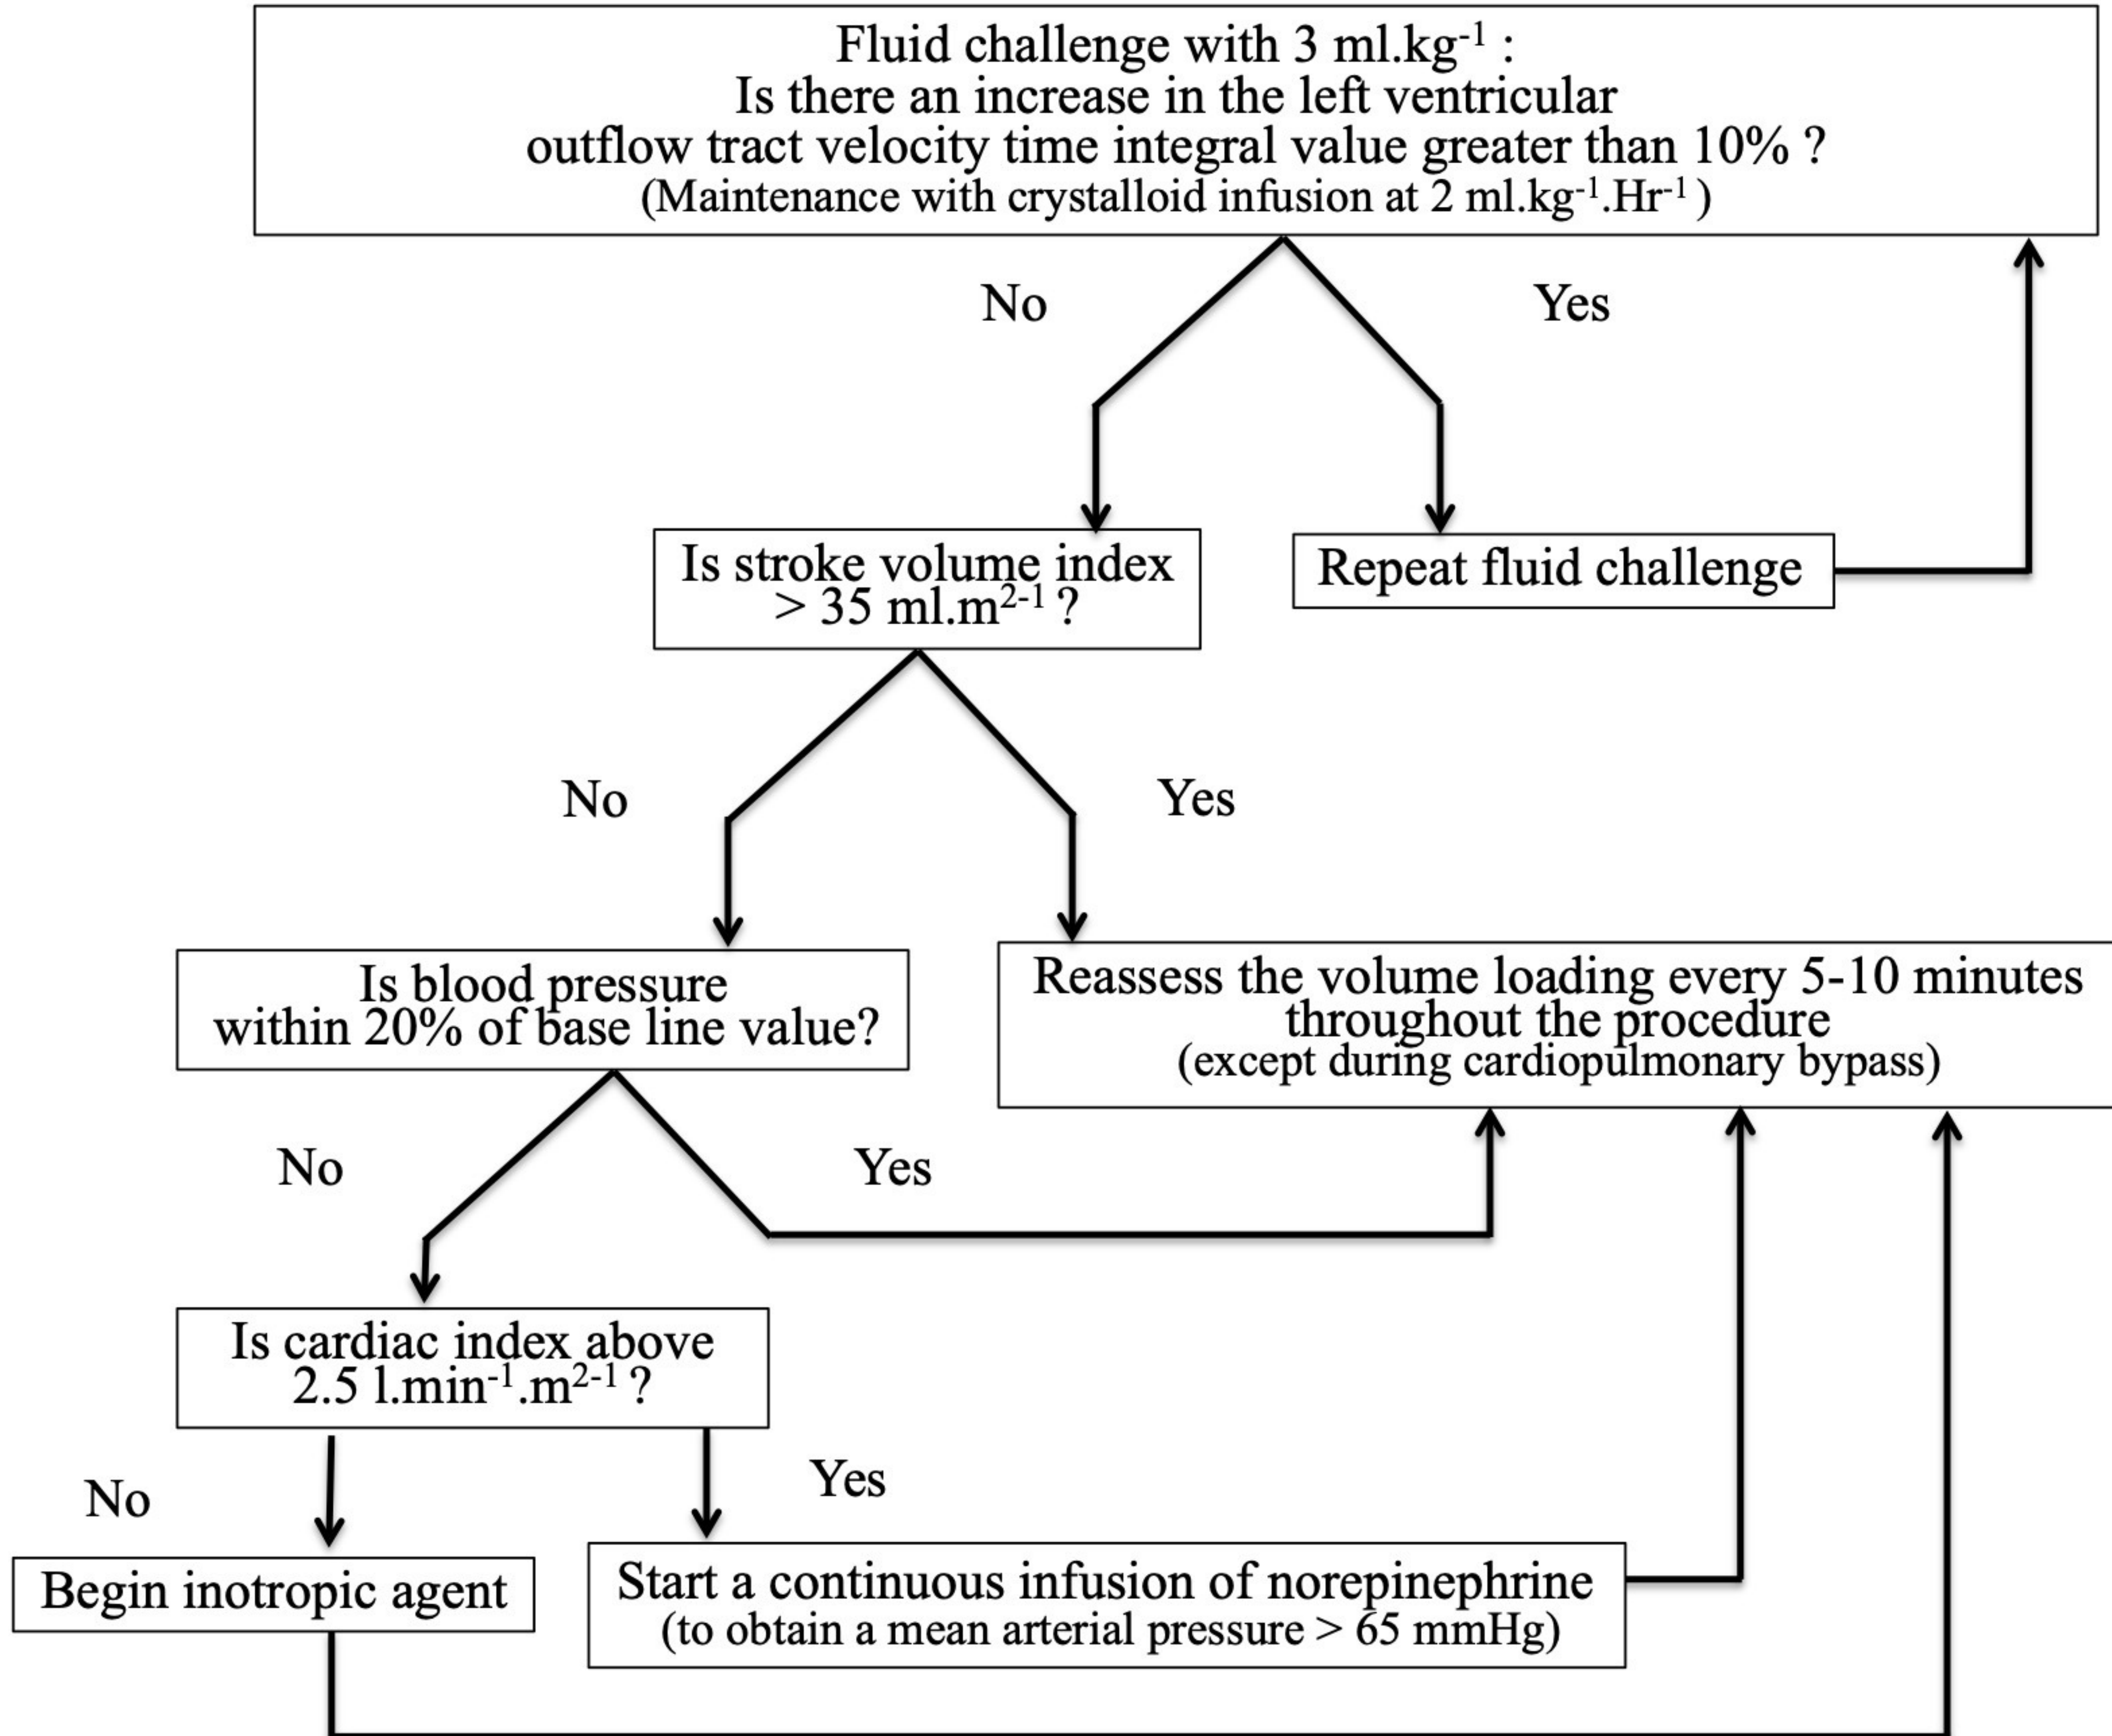 Fluid challenge with 3 ml.kg⁻¹ :
Is there an increase in the left ventricular
outflow tract velocity time integral value greater than 10% ?
(Maintenance with crystalloid infusion at 2 ml.kg⁻¹.Hr⁻¹ )
No
Yes
Is stroke volume index
> 35 ml.m²⁻¹ ?
Repeat fluid challenge
No
Yes
Is blood pressure
within 20% of base line value?
Reassess the volume loading every 5-10 minutes
throughout the procedure
(except during cardiopulmonary bypass)
No
Yes
Is cardiac index above
2.5 l.min⁻¹.m²⁻¹ ?
No
Yes
Begin inotropic agent
Start a continuous infusion of norepinephrine
(to obtain a mean arterial pressure > 65 mmHg)